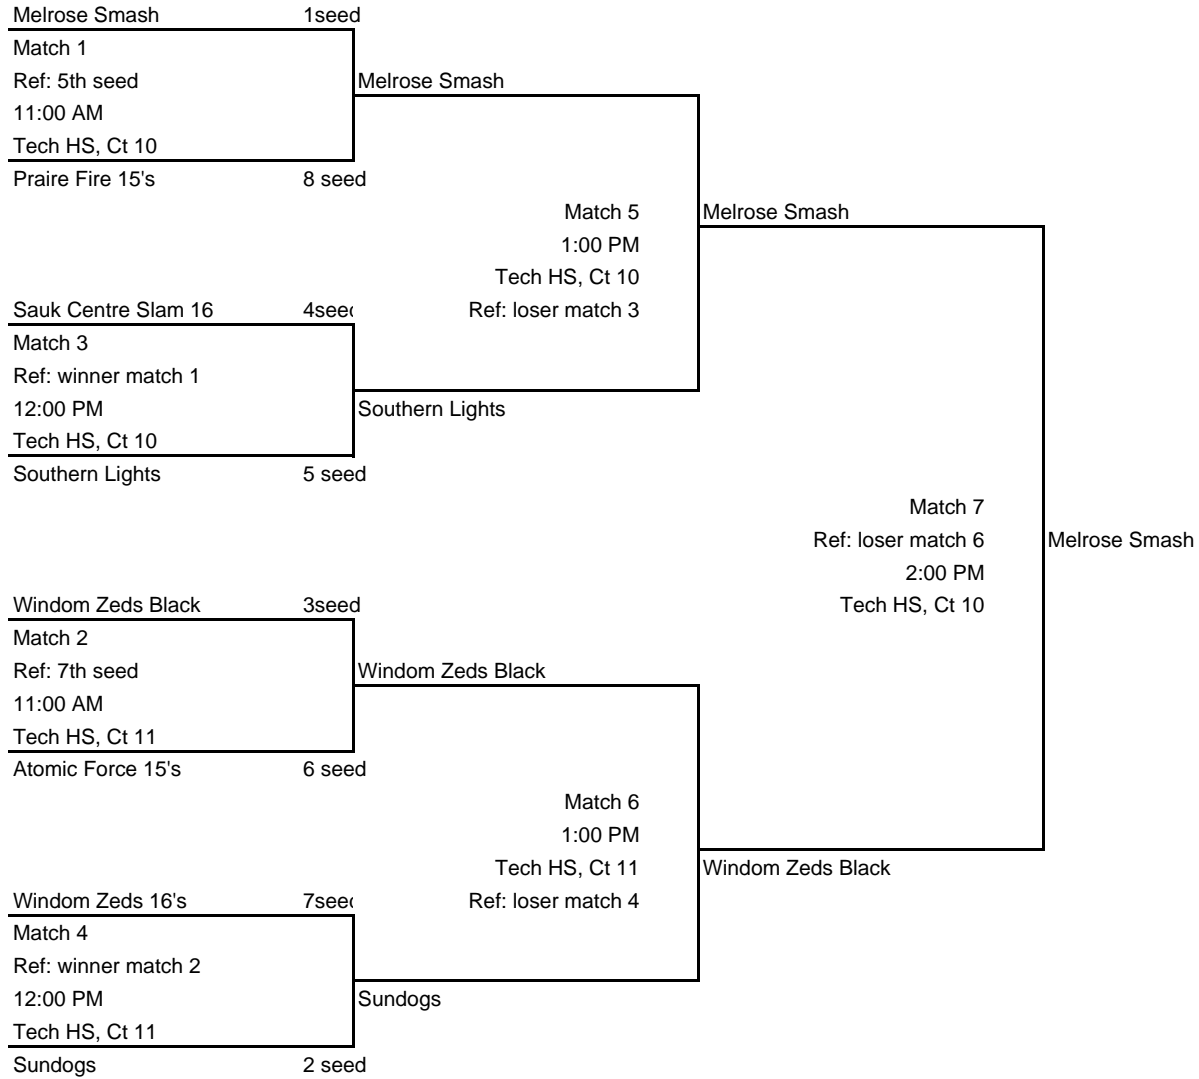 Melrose Smash 1seed
Match 1
Ref: 5th seed
Melrose Smash
11:00 AM
Tech HS, Ct 10
Praire Fire 15's 8 seed
Match 5
Melrose Smash
1:00 PM
Tech HS, Ct 10
Sauk Centre Slam 16 4seed
Ref: loser match 3
Match 3
Ref: winner match 1
12:00 PM
Southern Lights
Tech HS, Ct 10
Southern Lights 5 seed
Match 7
Ref: loser match 6
Melrose Smash
2:00 PM
Windom Zeds Black 3seed
Tech HS, Ct 10
Match 2
Ref: 7th seed
Windom Zeds Black
11:00 AM
Tech HS, Ct 11
Atomic Force 15's 6 seed
Match 6
1:00 PM
Tech HS, Ct 11
Windom Zeds Black
Windom Zeds 16's 7seed
Ref: loser match 4
Match 4
Ref: winner match 2
12:00 PM
Sundogs
Tech HS, Ct 11
Sundogs 2 seed